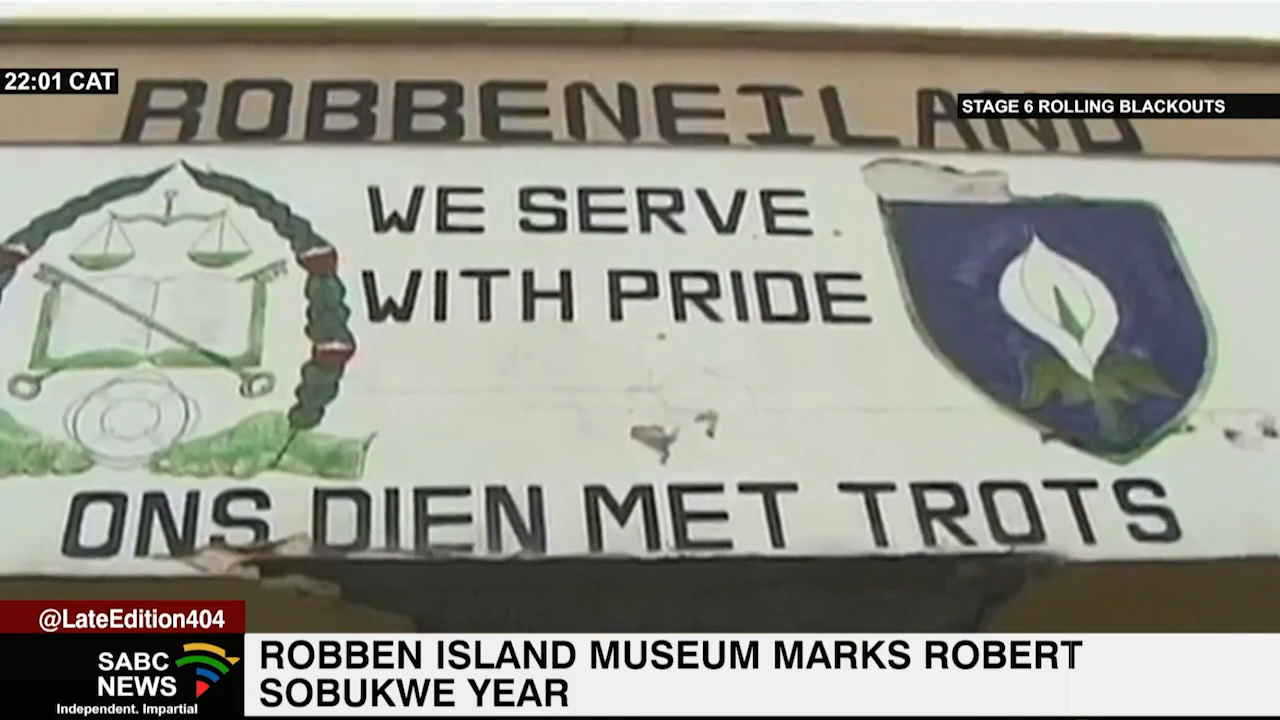 22:01 CAT
ROBBENEILAND
STAGE 6 ROLLING BLACKOUTS
WE SERVE
WITH PRIDE
ONS DIEN MET TROTS
@LateEdition404
SABC
NEWS
Independent. Impartial
ROBBEN ISLAND MUSEUM MARKS ROBERT
SOBUKWE YEAR